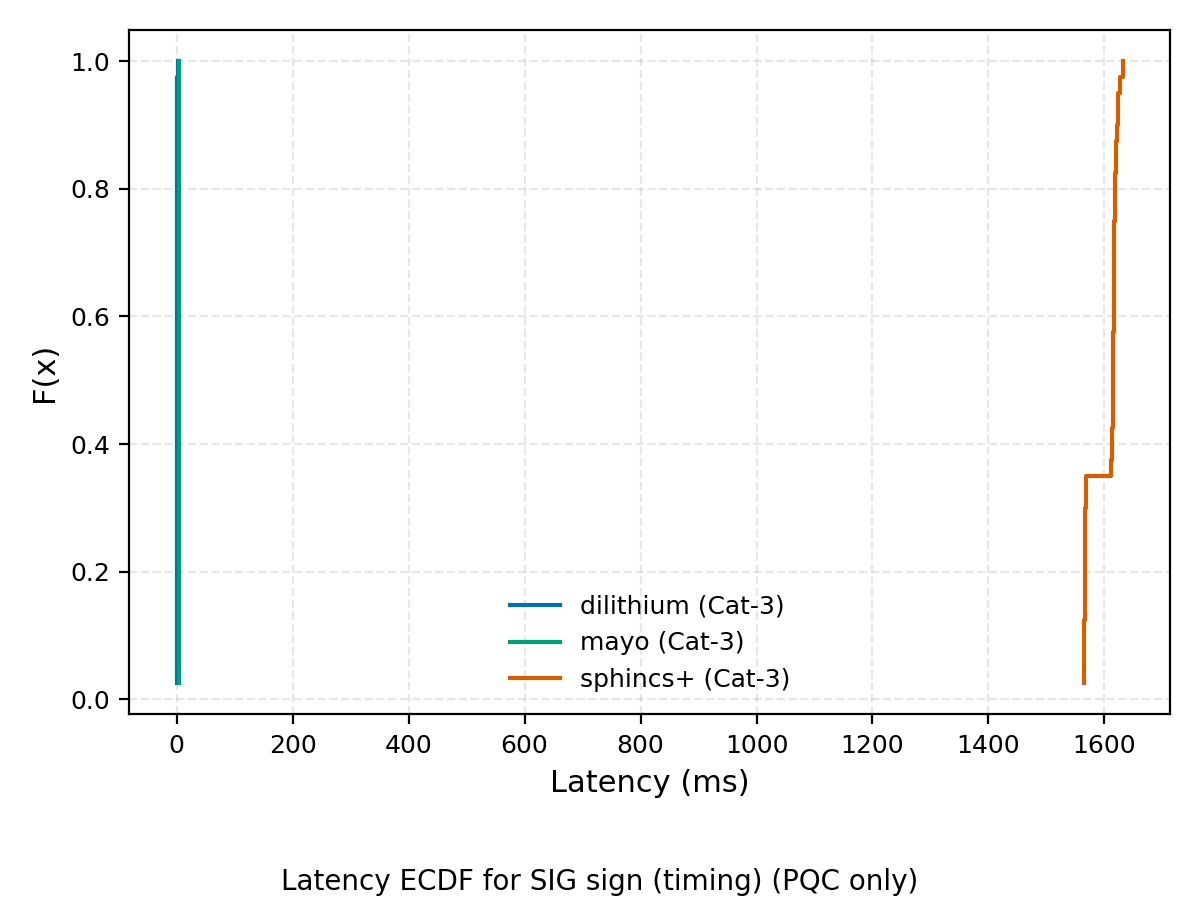 1.0
0.8
0.6
0.4
0.2
0.0
F(x)
dilithium (Cat-3)
mayo (Cat-3)
sphincs+ (Cat-3)
0 200 400 600 800 1000 1200 1400 1600
Latency (ms)
Latency ECDF for SIG sign (timing) (PQC only)